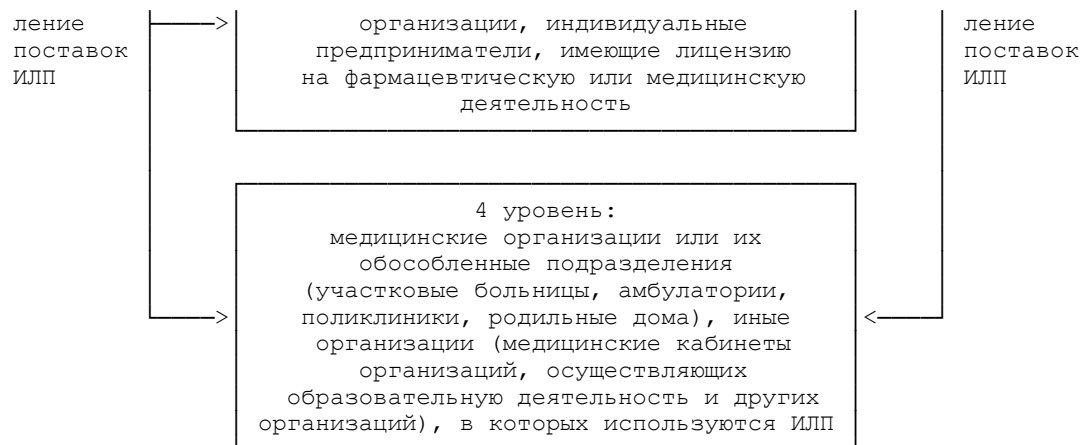 ление организации, индивидуальные ление
поставок предприниматели, имеющие лицензию поставок
ИЛП на фармацевтическую или медицинскую ИЛП
деятельность
4 уровень:
медицинские организации или их
обособленные подразделения
(участковые больницы, амбулатории,
поликлиники, родильные дома), иные
организации (медицинские кабинеты
организаций, осуществляющих
образовательную деятельность и других
организаций), в которых используются ИЛП